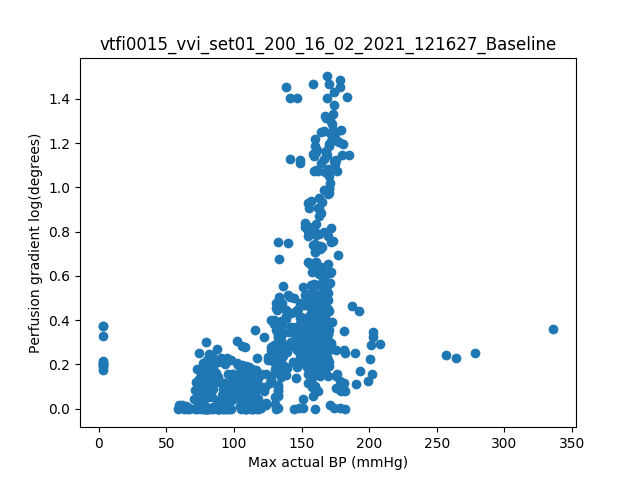 vtfi0015_vvi_set01_200_16_02_2021_121627_Baseline
Perfusion gradient log(degrees)
1.4
1.2
1.0
0.8
0.6
0.4
0.2
0.0
0 50 100 150 200 250 300 350
Max actual BP (mmHg)